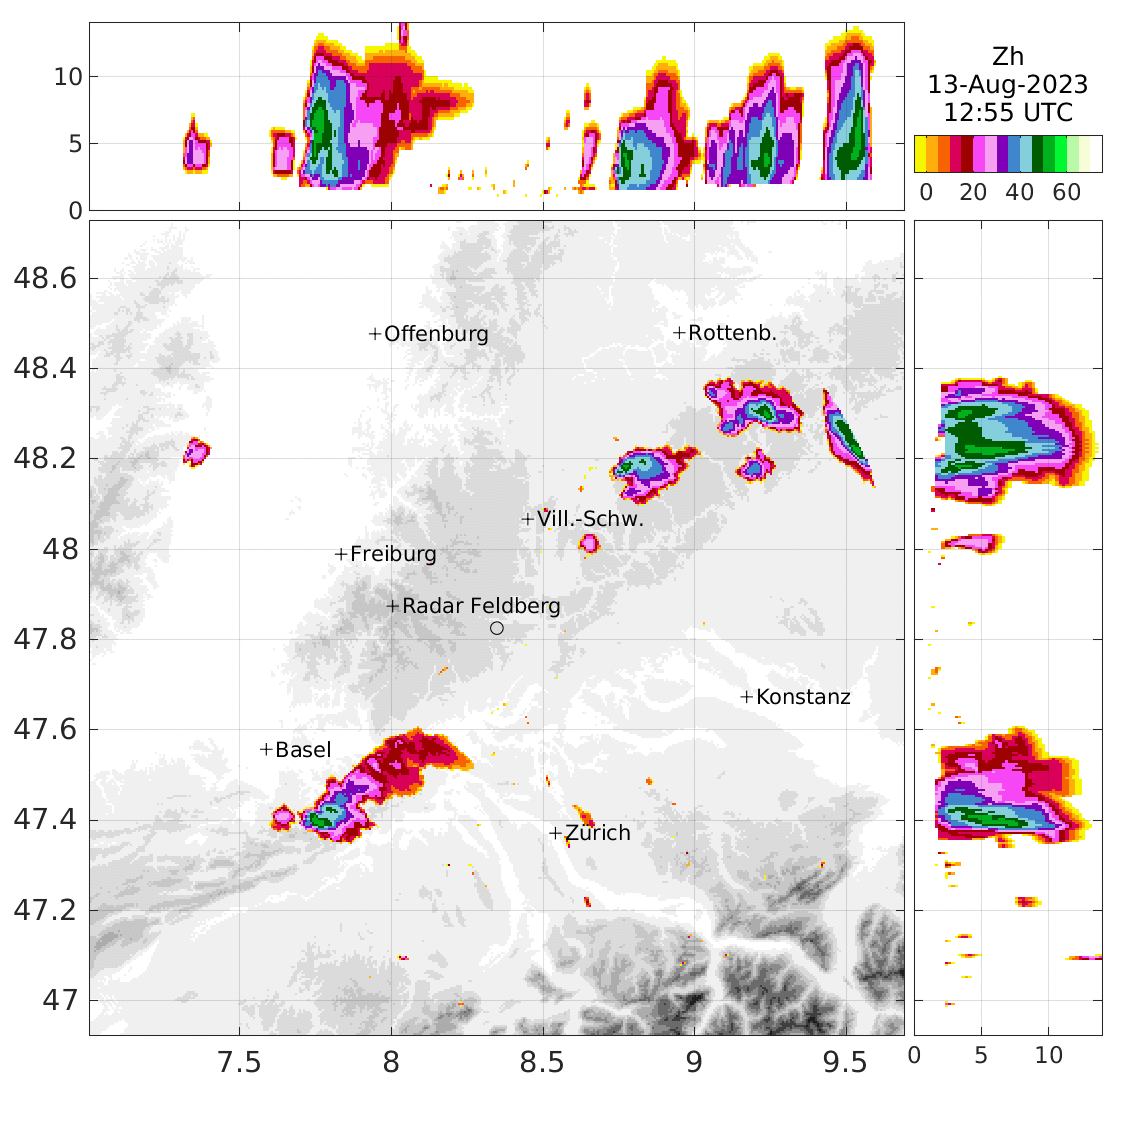 10
5
0
Zh
13-Aug-2023
12:55 UTC
0 20 40 60
48.6
48.4
48.2
48
47.8
47.6
47.4
47.2
47
+Offenburg
+Rottenb.
+Vill.-Schw.
+Freiburg
+Radar Feldberg
+Konstanz
+Basel
+Zürich
7.5 8 8.5 9 9.5
0 5 10